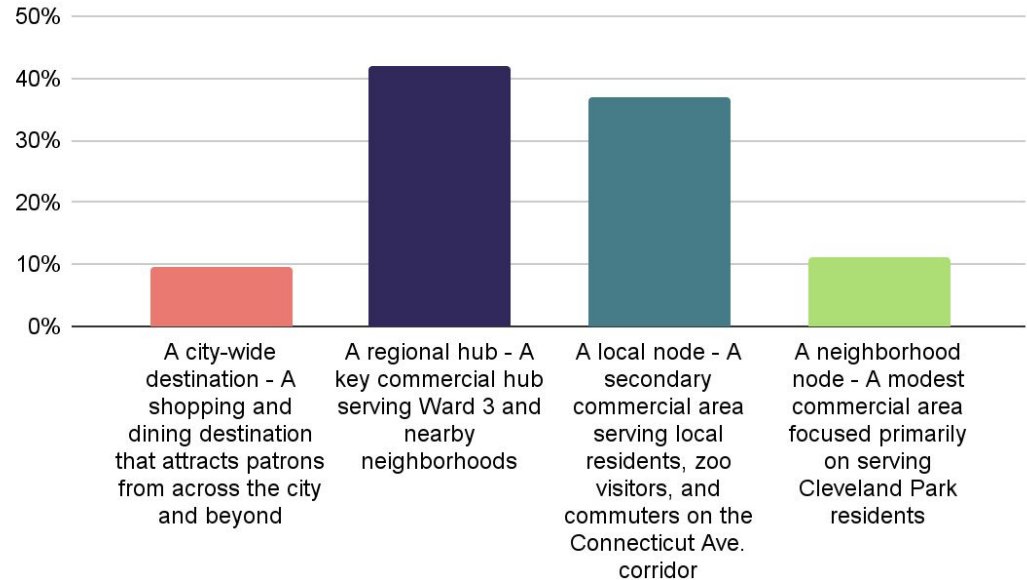 50%
40%
30%
20%
10%
0%
A city-wide
destination - A
shopping and
dining destination
that attracts patrons
from across the city
and beyond
A regional hub - A
key commercial hub
serving Ward 3 and
nearby
neighborhoods
A local node - A
secondary
commercial area
serving local
residents, zoo
visitors, and
commuters on the
Connecticut Ave.
corridor
A neighborhood
node - A modest
commercial area
focused primarily
on serving
Cleveland Park
residents